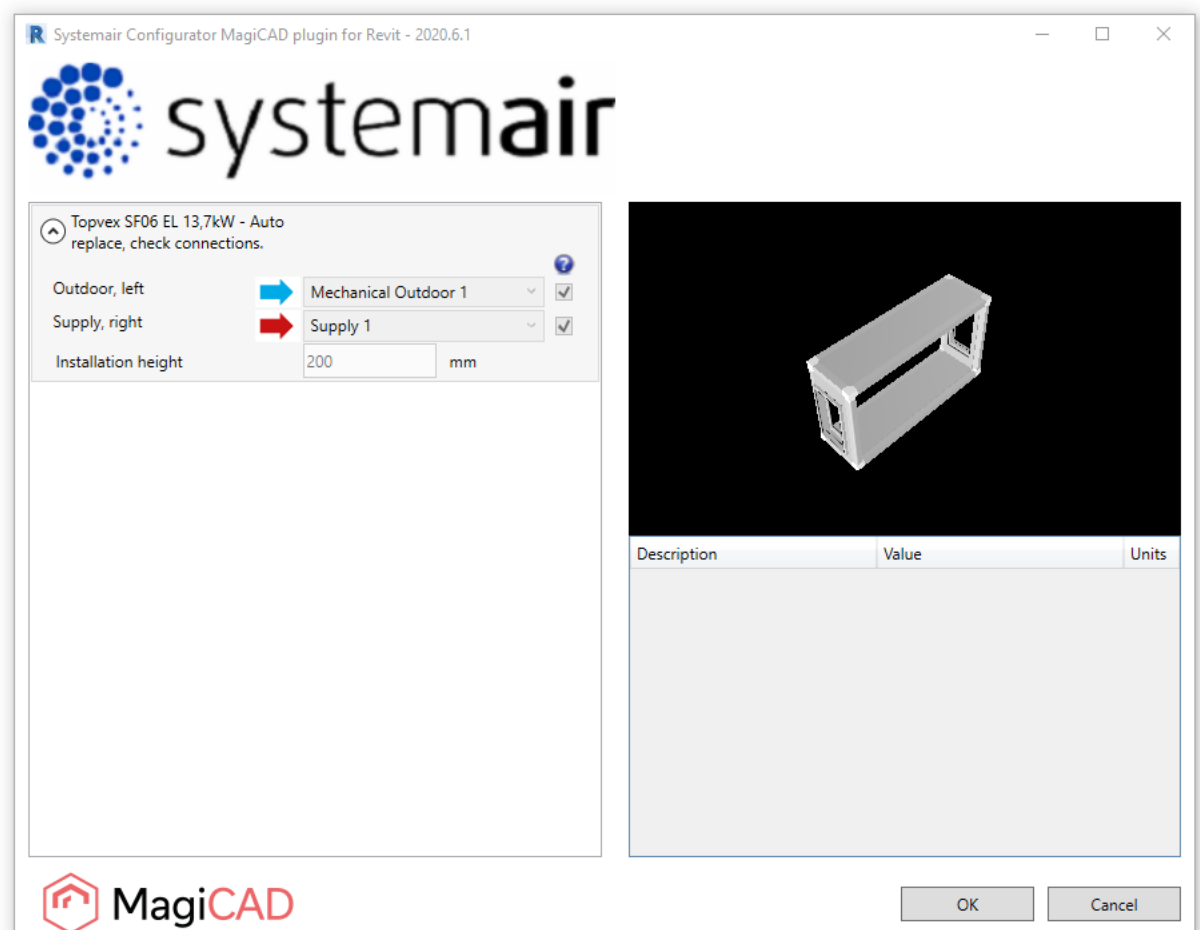 Systemair Configurator MagiCAD plugin for Revit - 2020.6.1
systemair
Topvex SF06 EL 13,7kW - Auto
replace, check connections.
?
Outdoor, left Mechanical Outdoor 1
Supply, right Supply 1
Installation height 200 mm
Description Value Units
MagiCAD
OK Cancel